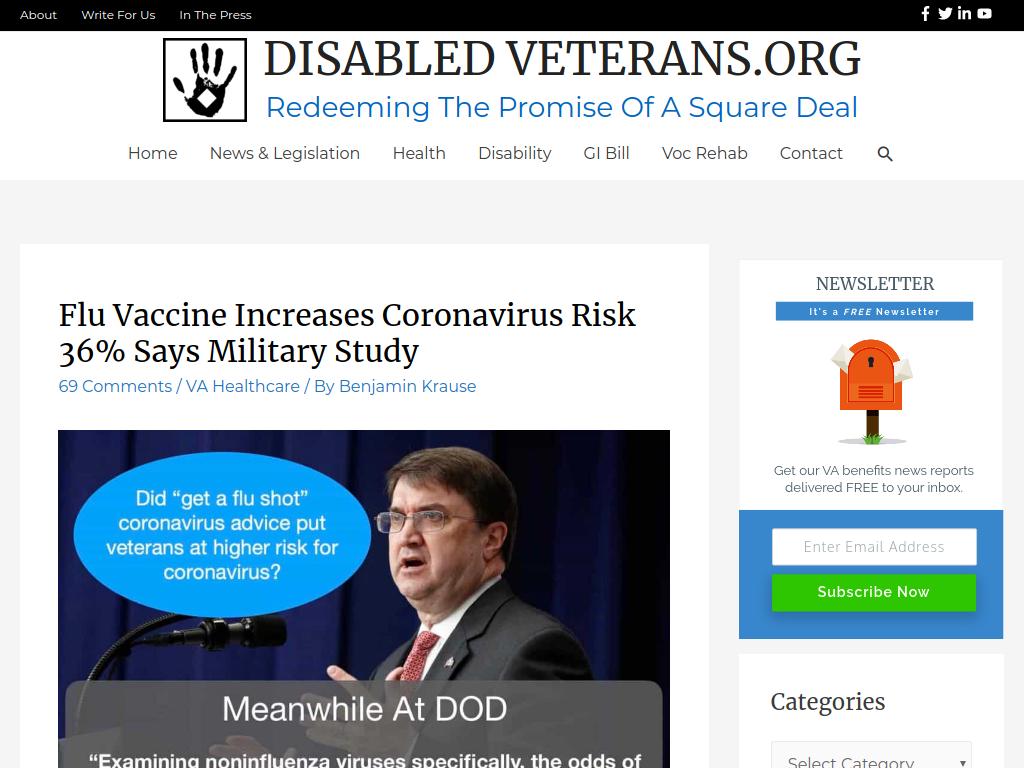 About Write For Us In The Press
DISABLED VETERANS.ORG
Redeeming The Promise Of A Square Deal
Home News & Legislation Health Disability GI Bill Voc Rehab Contact
Flu Vaccine Increases Coronavirus Risk
36% Says Military Study
69 Comments / VA Healthcare / By Benjamin Krause
Did “get a flu shot”
coronavirus advice put
veterans at higher risk for
coronavirus?
Meanwhile At DOD
“Examining noninfluenza viruses specifically, the odds of
NEWSLETTER
It's a FREE Newsletter
Get our VA benefits news reports
delivered FREE to your inbox.
Enter Email Address
Subscribe Now
Categories
Select Category